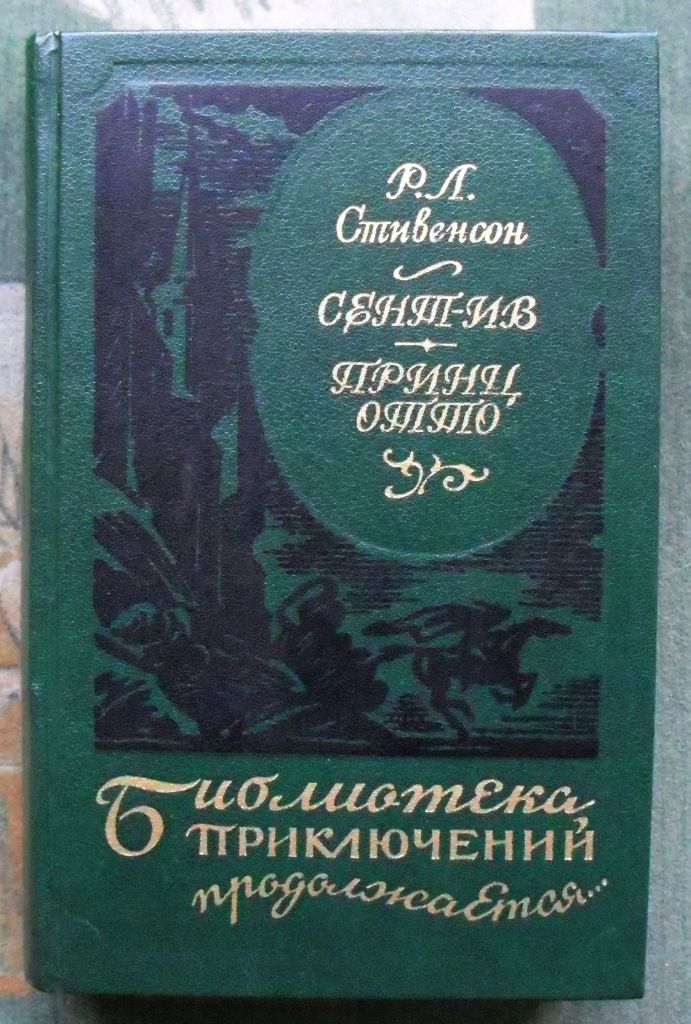 Р.Л.
Стивенсон
СЕНТ-ИВ
ПРИНЦ
ОТТО
Библиотека
ПРИКЛЮЧЕНИЙ
продолжается...